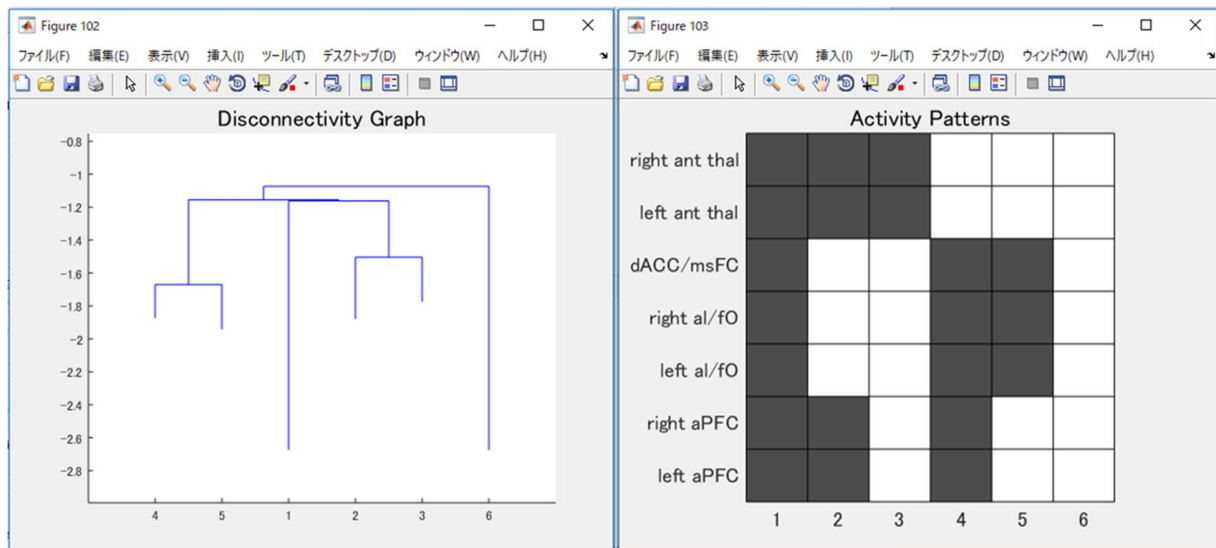 Figure 102
ファイル(F) 編集(E) 表示(V) 挿入(I) ツール(T) デスクトップ(D) ウィンドウ(W) ヘルプ(H)
Disconnectivity Graph
-0.8
-1
-1.2
-1.4
-1.6
-1.8
-2
-2.2
-2.4
-2.6
-2.8
4 5 1 2 3 6
Figure 103
ファイル(F) 編集(E) 表示(V) 挿入(I) ツール(T) デスクトップ(D) ウィンドウ(W) ヘルプ(H)
Activity Patterns
right ant thal
left ant thal
dACC/msFC
right aI/fO
left aI/fO
right aPFC
left aPFC
1 2 3 4 5 6